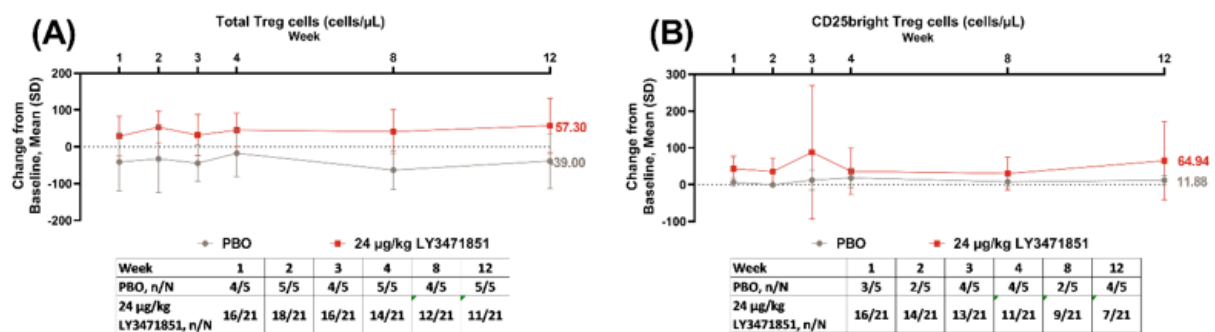 (A)
Total Treg cells (cells/µL)
Week
1 2 3 4 8 12
Change from
Baseline, Mean (SD)
200
100
0
-100
-200
57.30
-39.00
PBO 24 µg/kg LY3471851
Week 1 2 3 4 8 12
PBO, n/N 4/5 5/5 4/5 5/5 4/5 5/5
24 µg/kg
LY3471851, n/N 16/21 18/21 16/21 14/21 12/21 11/21
(B)
CD25bright Treg cells (cells/µL)
Week
1 2 3 4 8 12
Change from
Baseline, Mean (SD)
300
200
100
0
-100
64.94
11.88
PBO 24 µg/kg LY3471851
Week 1 2 3 4 8 12
PBO, n/N 3/5 2/5 4/5 4/5 2/5 4/5
24 µg/kg
LY3471851, n/N 16/21 14/21 13/21 11/21 9/21 7/21